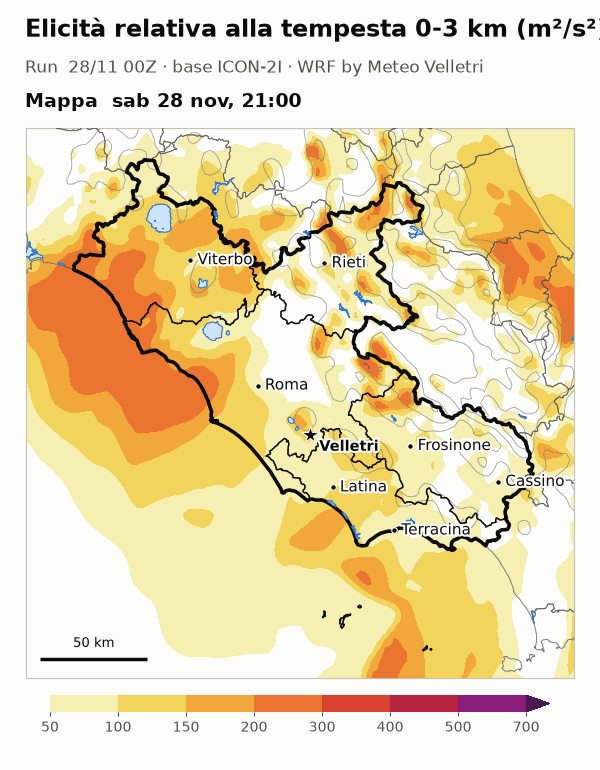 Elicità relativa alla tempesta 0-3 km (m²/s²)
Run 28/11 00Z · base ICON-2I · WRF by Meteo Velletri
Mappa sab 28 nov, 21:00
Viterbo
Rieti
Roma
Velletri
Frosinone
Latina
Cassino
Terracina
50 km
50 100 150 200 300 400 500 700